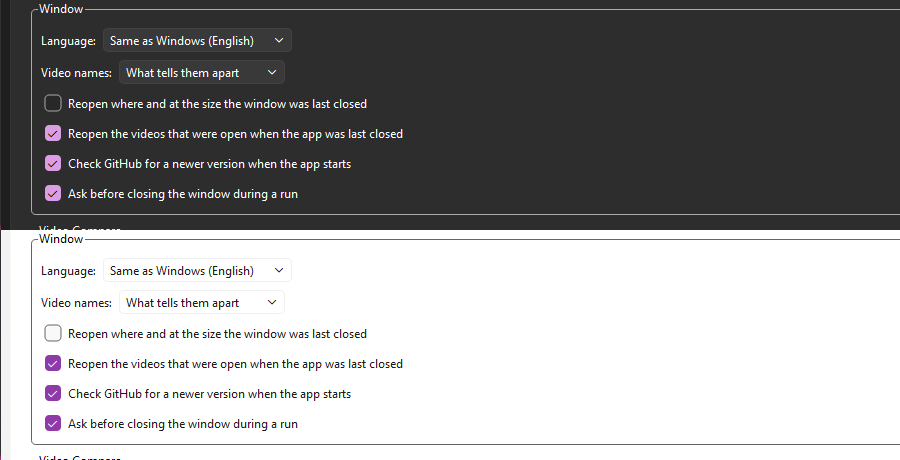 Window
Language: Same as Windows (English)
Video names: What tells them apart
Reopen where and at the size the window was last closed
Reopen the videos that were open when the app was last closed
Check GitHub for a newer version when the app starts
Ask before closing the window during a run
Video Compare
Window
Language: Same as Windows (English)
Video names: What tells them apart
Reopen where and at the size the window was last closed
Reopen the videos that were open when the app was last closed
Check GitHub for a newer version when the app starts
Ask before closing the window during a run
Video Compare